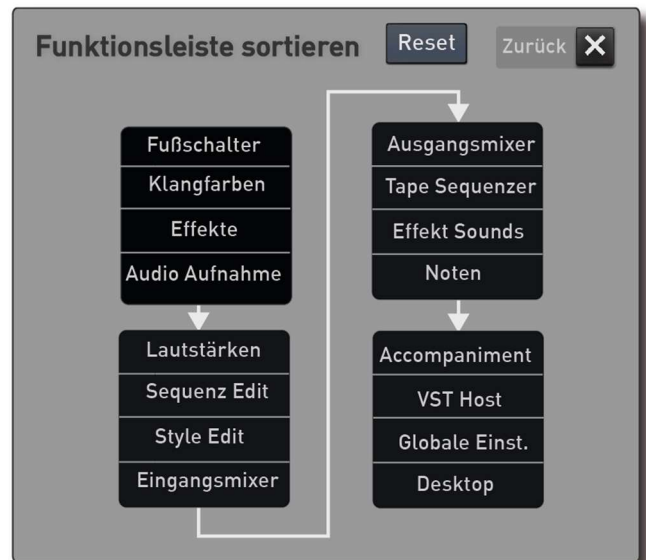 Funktionsleiste sortieren
Reset
Zurück
Fußschalter
Klangfarben
Effekte
Audio Aufnahme
Lautstärken
Sequenz Edit
Style Edit
Eingangsmixer
Ausgangsmixer
Tape Sequenzer
Effekt Sounds
Noten
Accompaniment
VST Host
Globale Einst.
Desktop